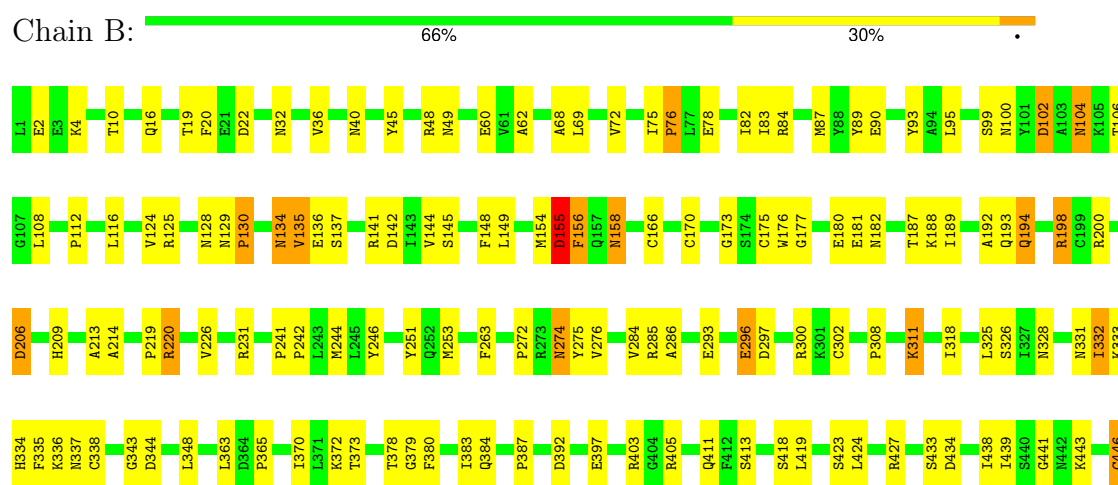 Chain B:
66% 30% •
L1 E2 E3 K4 T10 Q16 T19 F20 E21 D22 N32 V36 N40 Y45 R48 N49 E60 V61 A62 A68 L69 V72 I75 P76 L77 E78 I82 I83 R84 M87 Y88 Y89 E90 Y93 A94 L95 S99 N100 Y101 D102 A103 N104 K105 T106
G107 L108 P112 L116 V124 R125 N128 N129 P130 N134 V135 E136 S137 R141 D142 I143 V144 S145 F148 L149 M154 D155 F156 Q157 N158 C166 C170 G173 S174 C175 W176 G177 E180 E181 N182 T187 K188 I189 A192 Q193 Q194 R198 C199 R200
D206 H209 A213 A214 P219 R220 V226 R231 P241 P242 L243 M244 L245 Y246 Y251 Q252 M253 F263 P272 R273 N274 Y275 V276 V284 R285 A286 E293 E296 D297 R300 K301 C302 P308 K311 I318 L325 S326 I327 N328 N331 I332 K333
H334 F335 K336 N337 C338 G343 D344 L348 L363 D364 P365 I370 L371 K372 T373 T378 G379 F380 I383 Q384 P387 D392 E397 R403 G404 R405 Q411 F412 S413 S418 L419 S423 L424 R427 S433 D434 I438 I439 S440 G441 N442 K443